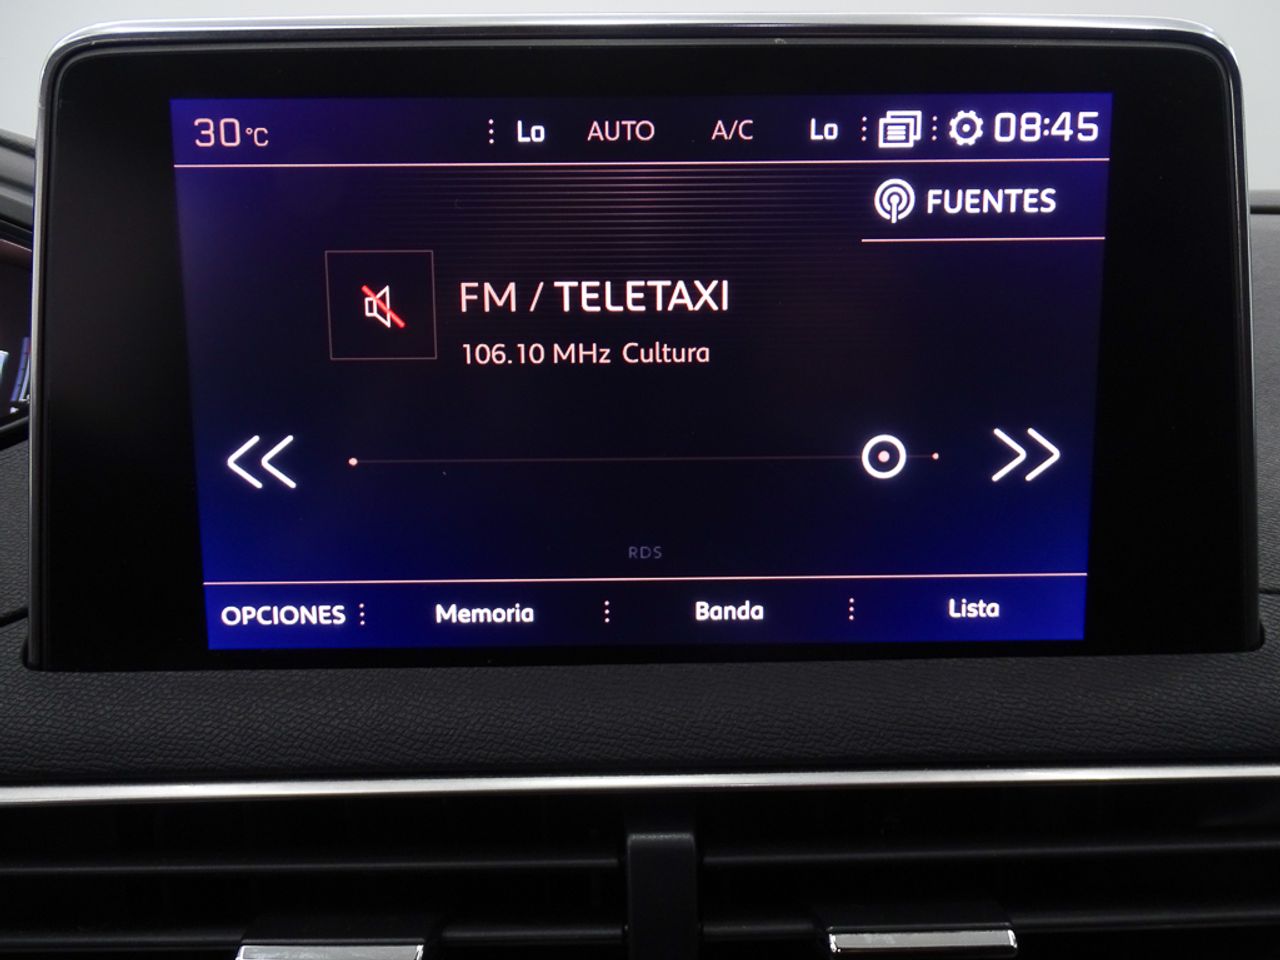 30°C Lo AUTO A/C Lo 08:45
FUENTES
FM / TELETAXI
106.10 MHz Cultura
RDS
OPCIONES Memoria Banda Lista